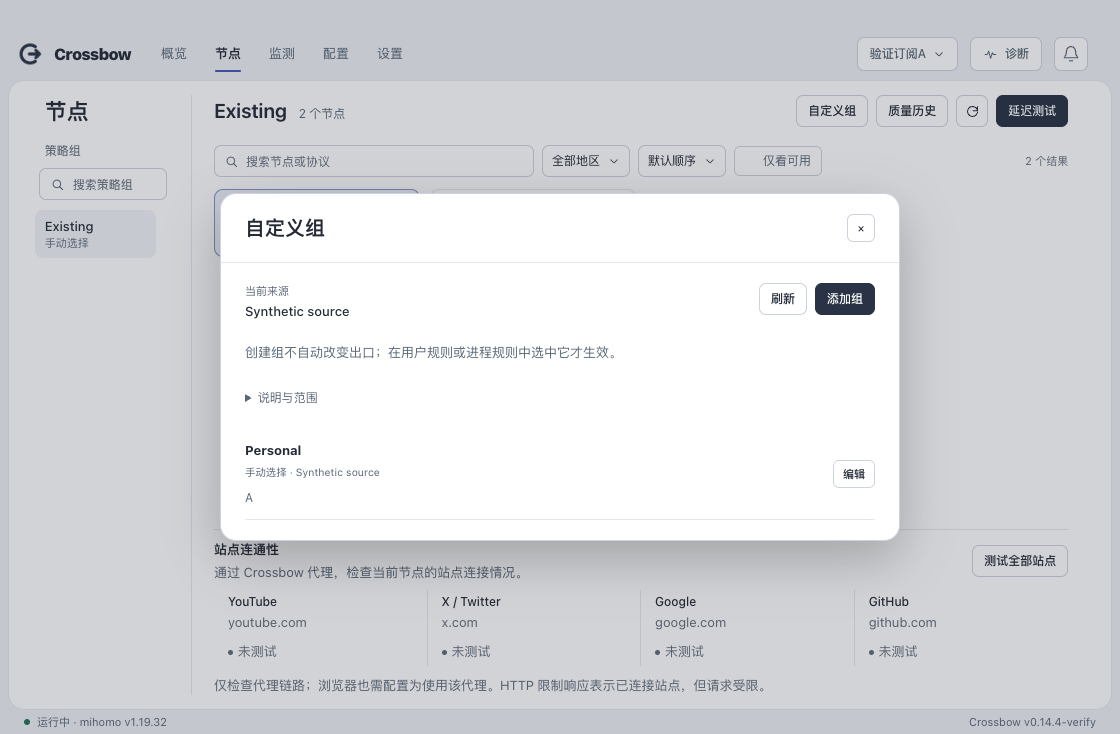 Crossbow 概览 节点 监测 配置 设置 验证订阅A 诊断
节点
策略组
搜索策略组
Existing
手动选择
Existing 2 个节点 自定义组 质量历史 延迟测试
搜索节点或协议 全部地区 默认顺序 仅看可用 2 个结果
自定义组 ×
当前来源
Synthetic source
刷新 添加组
创建组不自动改变出口；在用户规则或进程规则中选中它才生效。
说明与范围
Personal
手动选择 · Synthetic source
A
编辑
站点连通性
通过 Crossbow 代理，检查当前节点的站点连接情况。
测试全部站点
YouTube X / Twitter Google GitHub
youtube.com x.com google.com github.com
未测试 未测试 未测试 未测试
仅检查代理链路；浏览器也需配置为使用该代理。HTTP 限制响应表示已连接站点，但请求受限。
运行中 · mihomo v1.19.32 Crossbow v0.14.4-verify